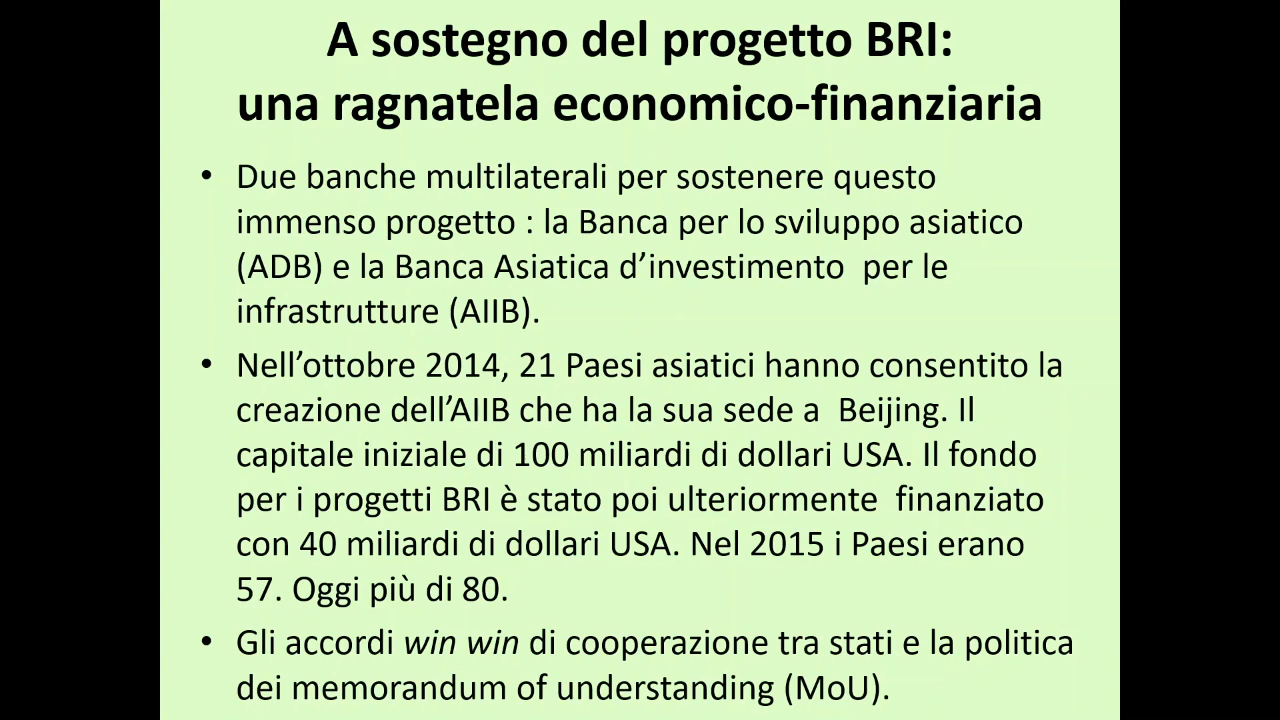 A sostegno del progetto BRI:
una ragnatela economico-finanziaria
• Due banche multilaterali per sostenere questo
immenso progetto : la Banca per lo sviluppo asiatico
(ADB) e la Banca Asiatica d’investimento  per le
infrastrutture (AIIB).
• Nell’ottobre 2014, 21 Paesi asiatici hanno consentito la
creazione dell’AIIB che ha la sua sede a  Beijing. Il
capitale iniziale di 100 miliardi di dollari USA. Il fondo
per i progetti BRI è stato poi ulteriormente  finanziato
con 40 miliardi di dollari USA. Nel 2015 i Paesi erano
57. Oggi più di 80.
• Gli accordi win win di cooperazione tra stati e la politica
dei memorandum of understanding (MoU).